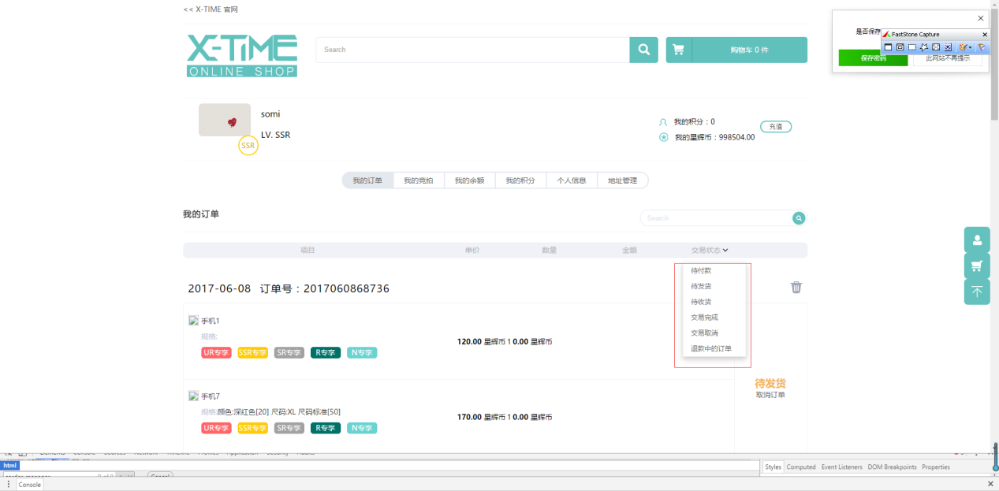 << X-TIME 官网
X-TIME
ONLINE SHOP
Search
购物车 0 件
是否保存
FastStone Capture
保存密码
此网站不再提示
somi
LV. SSR
SSR
我的积分：0
我的星辉币：998504.00
充值
我的订单
我的竞拍
我的余额
我的积分
个人信息
地址管理
我的订单
Search
项目
单价
数量
金额
交易状态
待付款
待发货
待收货
交易完成
交易取消
退款中的订单
2017-06-08 订单号：2017060868736
手机1
规格:
UR专享 SSR专享 SR专享 R专享 N专享
120.00 星辉币 1 0.00 星辉币
待发货
取消订单
手机7
规格:颜色:深红色[20] 尺码:XL 尺码标准[50]
UR专享 SSR专享 SR专享 R专享 N专享
170.00 星辉币 1 0.00 星辉币
html
Styles Computed Event Listeners DOM Breakpoints Properties
Console